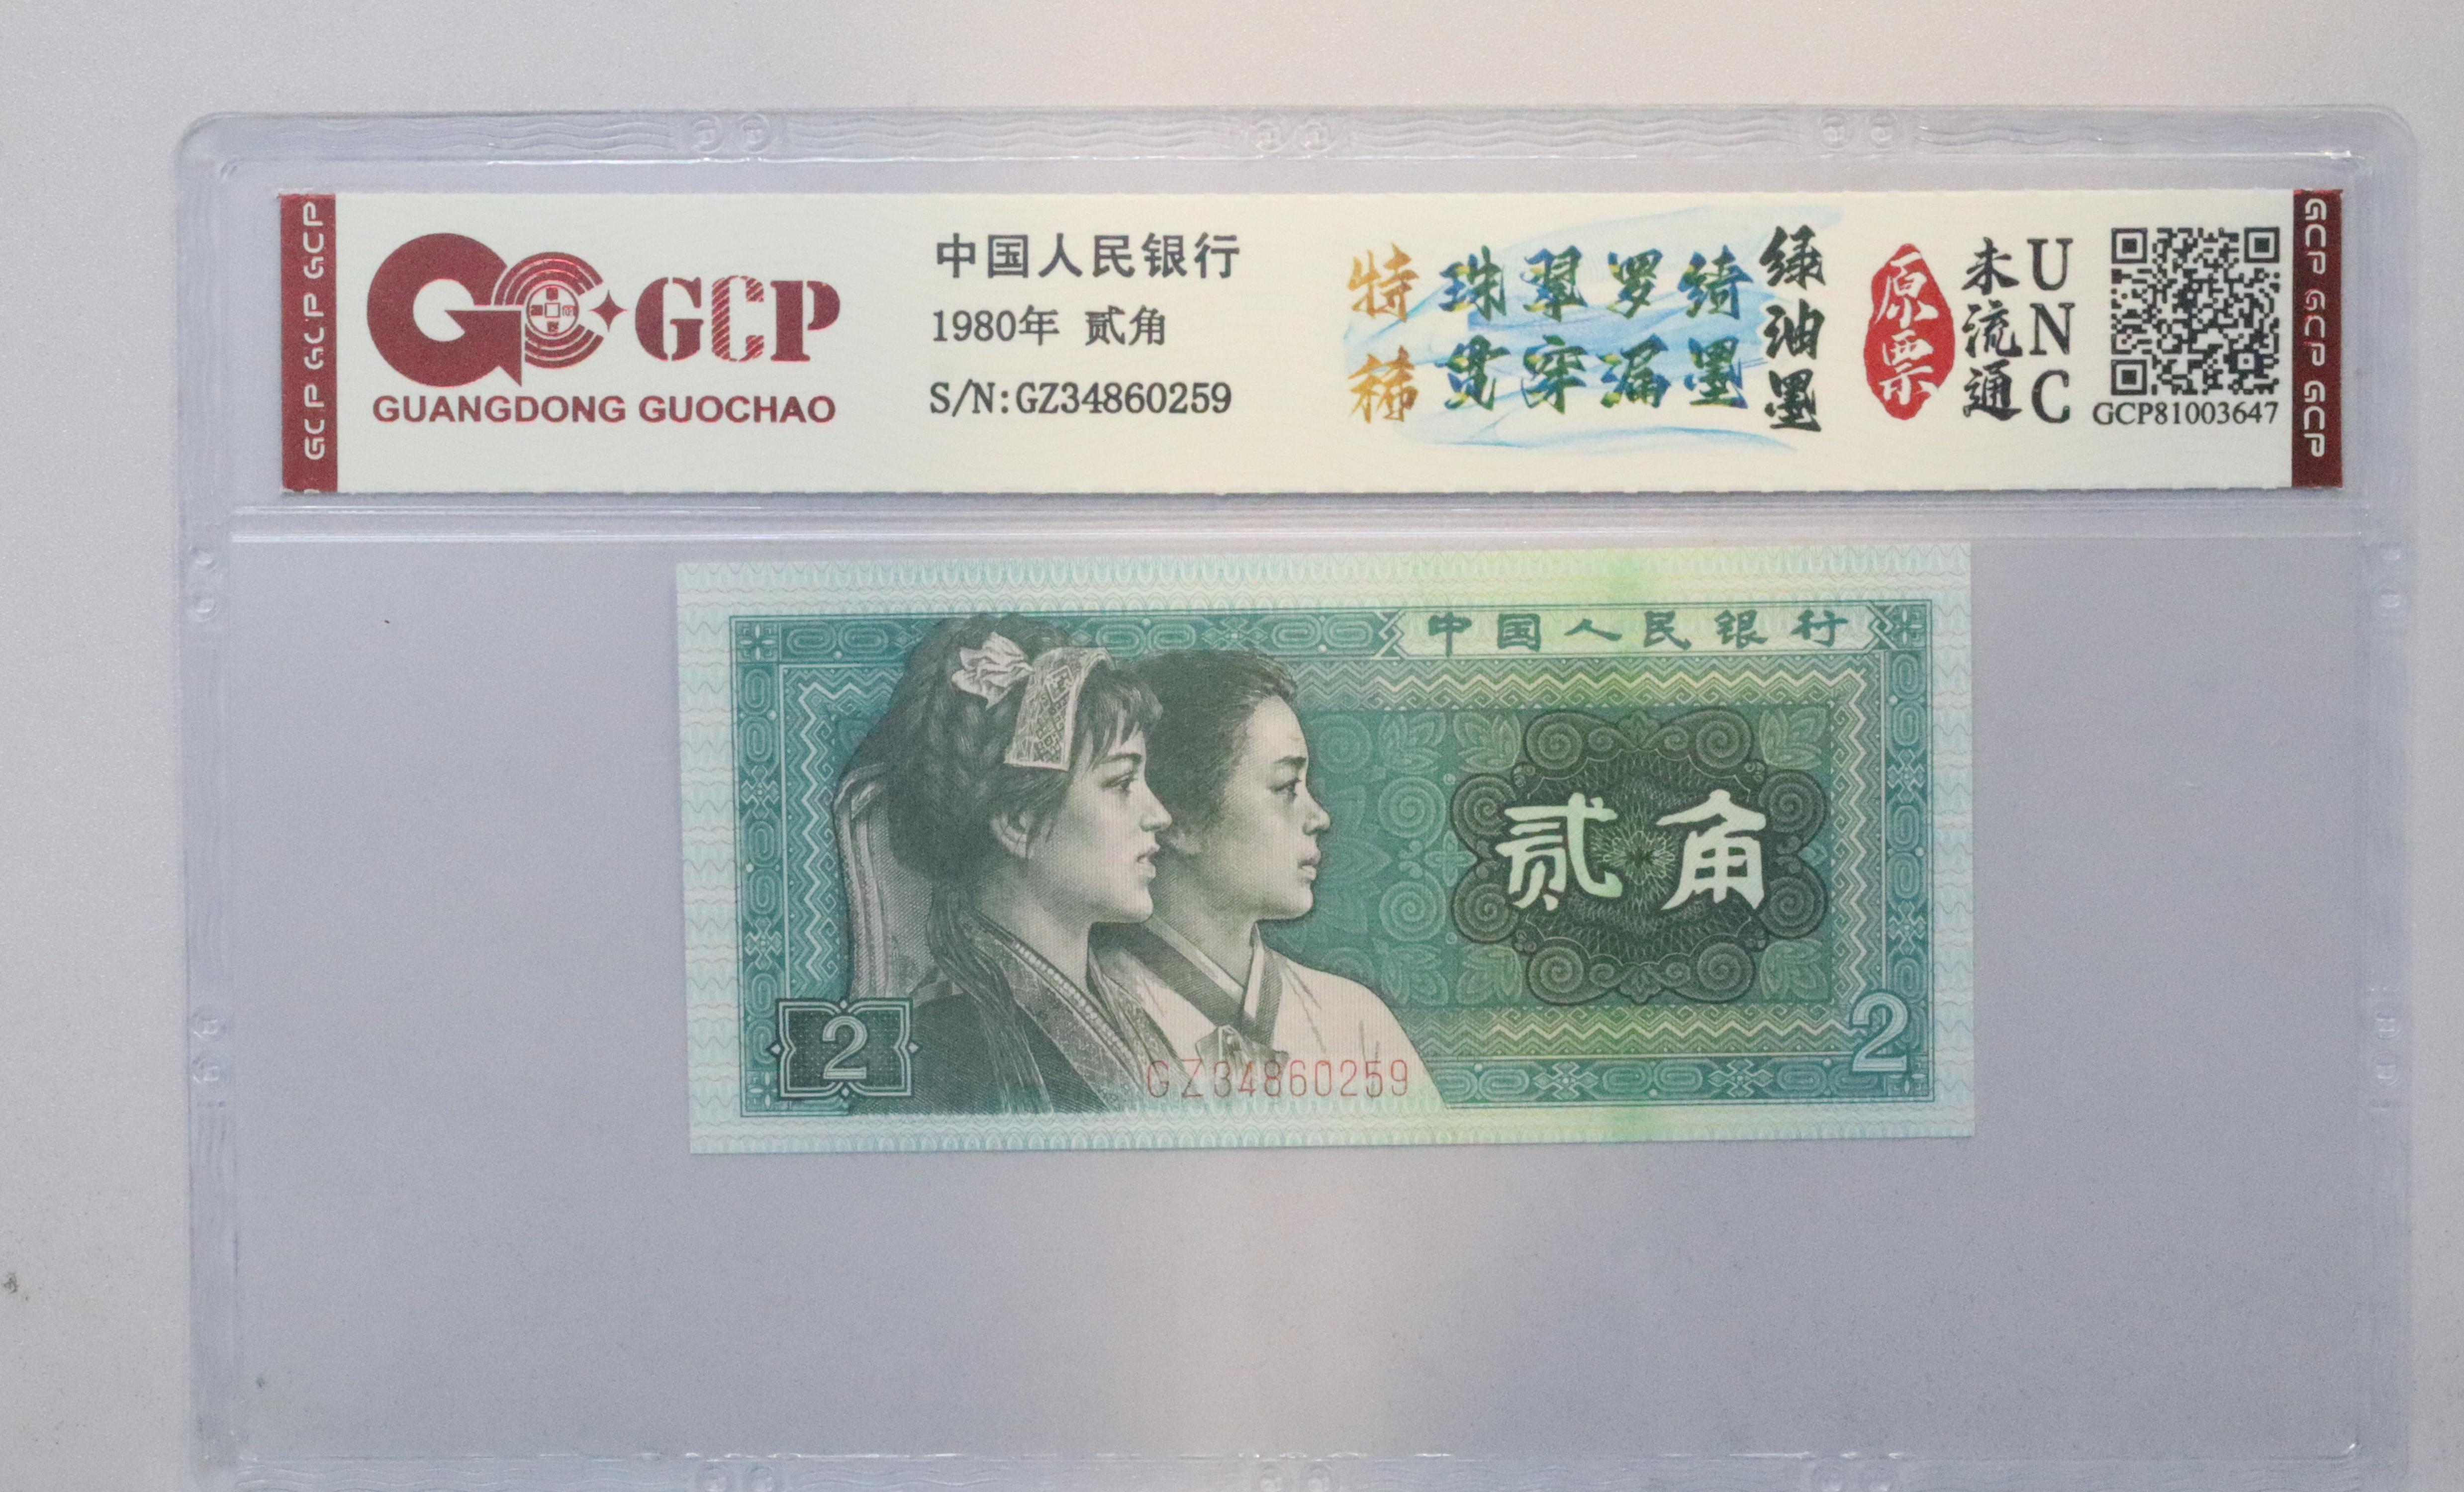 GCP GCP GCP
GCP
GUANGDONG GUOCHAO
中国人民银行
1980年 贰角
S/N:GZ34860259
特稀
珠翠罗绮
贯穿漏墨
绿油墨
原票
未流通
UNC
GCP81003647
GCP GCP GCP
中国人民银行
贰角
2
2
GZ34860259